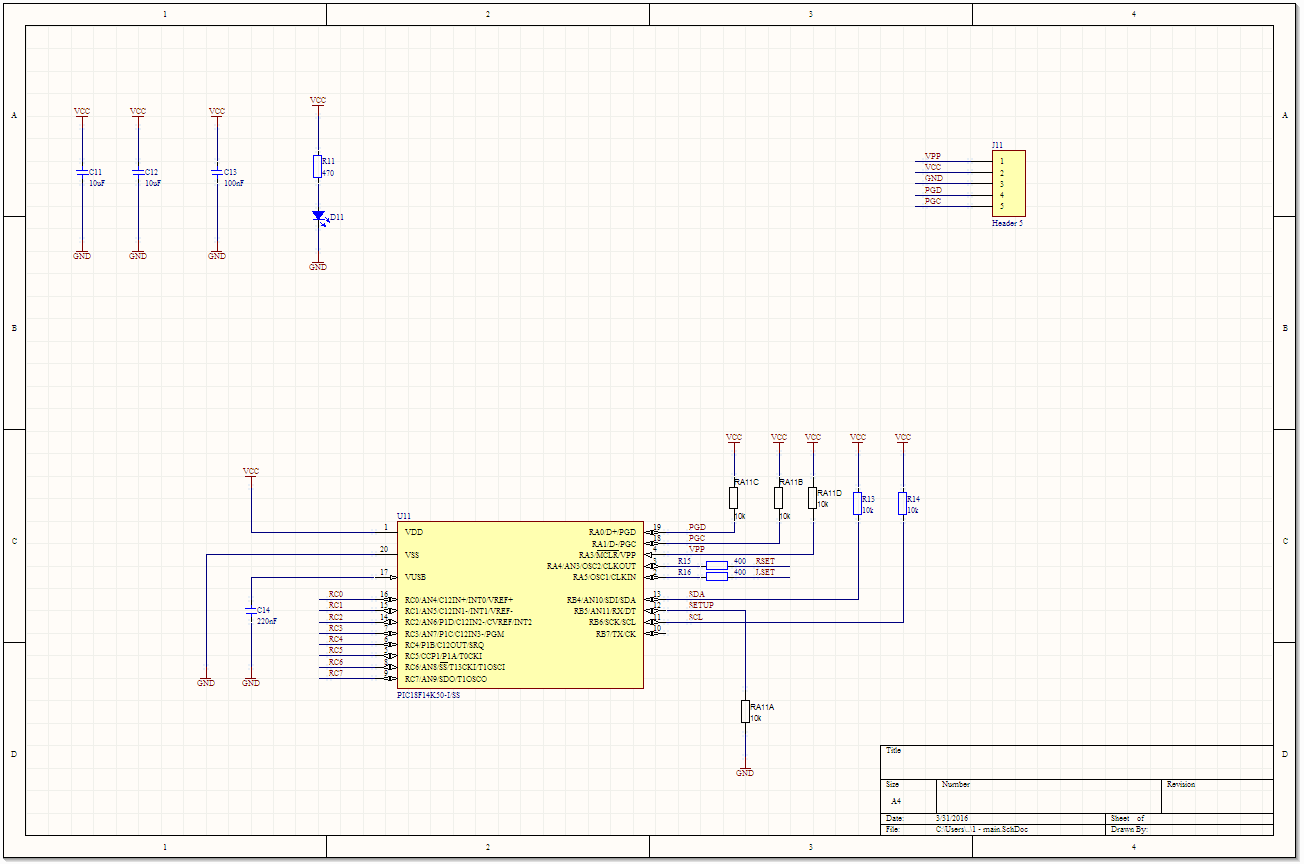 1 2 3 4
A A
B B
C C
D D
VCC VCC VCC VCC
C11 C12 C13 R11
10uF 10uF 100nF 470
D11
GND GND GND GND
J11
VPP 1
VCC 2
GND 3
PGD 4
PGC 5
Header 5
VCC VCC VCC VCC VCC
RA11C RA11B RA11D R13 R14
10k 10k 10k 10k 10k
VCC
U11
1 VDD RA0/D+/PGD 19 PGD
RA1/D-/PGC 18 PGC
20 VSS RA3/MCLR/VPP 4 VPP
RA4/AN3/OSC2/CLKOUT R15 400 RSET
17 VUSB RA5/OSC1/CLKIN R16 400 LSET
RC0 16 RC0/AN4/C12IN+/INT0/VREF+ RB4/AN10/SDI/SDA 13 SDA
RC1 15 RC1/AN5/C12IN1-/INT1/VREF- RB5/AN11/RX/DT 12 SETUP
RC2 14 RC2/AN6/P1D/C12IN2-/CVREF/INT2 RB6/SCK/SCL 11 SCL
RC3 RC3/AN7/P1C/C12IN3-/PGM RB7/TX/CK 10
RC4 RC4/P1B/C12OUT/SRQ
RC5 RC5/CCP1/P1A/T0CKI
RC6 RC6/AN8/SS/T13CKI/T1OSCI
RC7 9 RC7/AN9/SDO/T1OSCO
PIC18F14K50-I/SS
C14
220nF
GND GND
RA11A
10k
GND
Title
Size Number Revision
A4
Date: 3/31/2016 Sheet of
File: C:\Users\..\1 - main.SchDoc Drawn By:
1 2 3 4